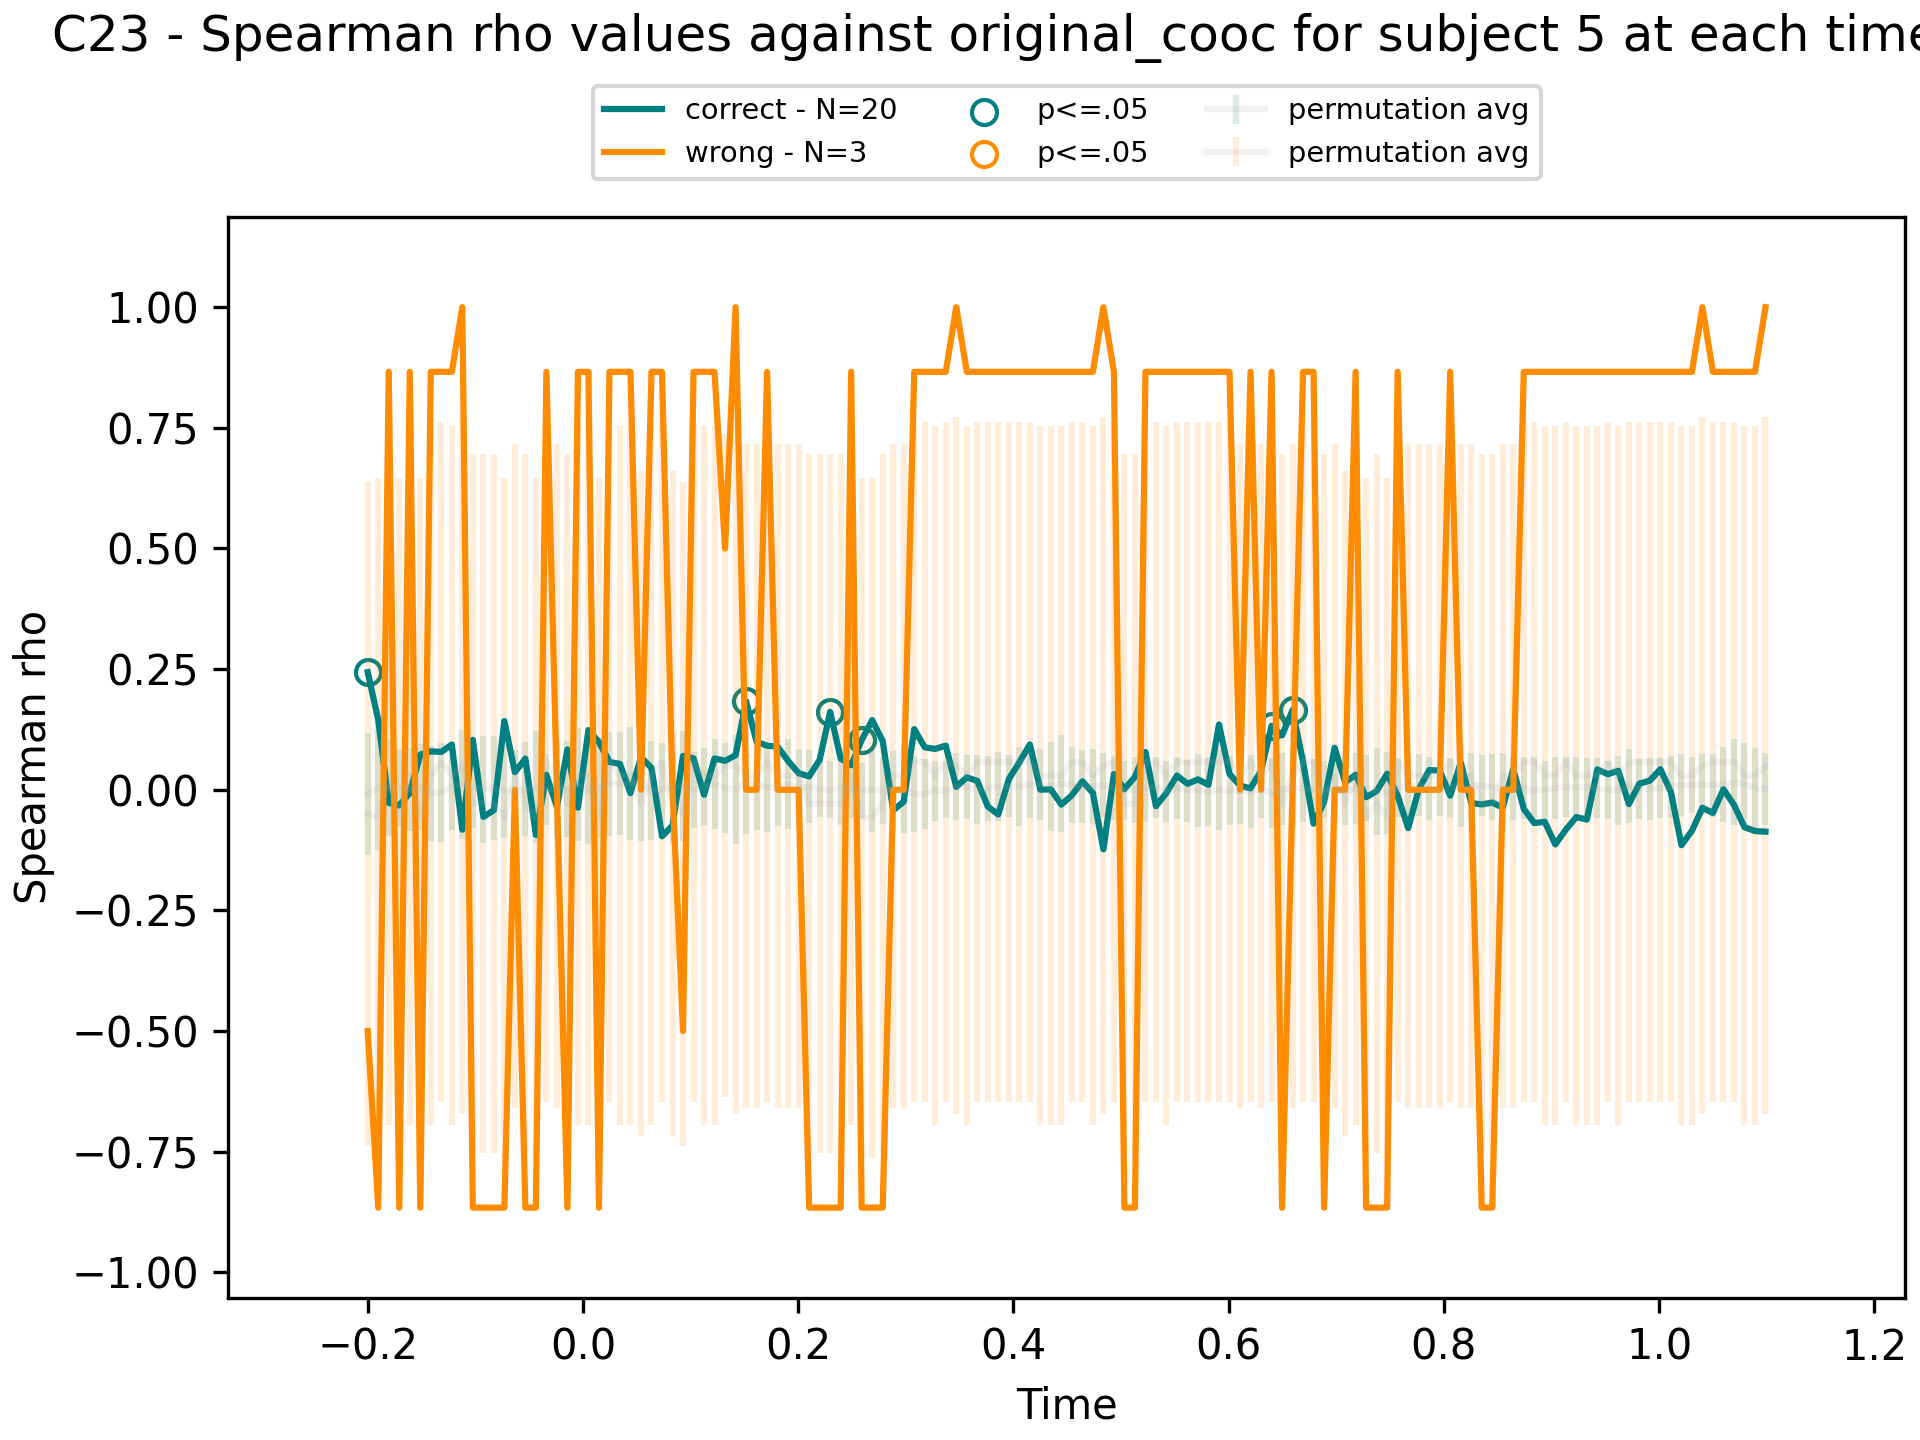 C23 - Spearman rho values against original_cooc for subject 5 at each time
correct - N=20 p<=.05 permutation avg
wrong - N=3 p<=.05 permutation avg
1.00
0.75
0.50
0.25
0.00
−0.25
−0.50
−0.75
−1.00
Spearman rho
−0.2 0.0 0.2 0.4 0.6 0.8 1.0 1.2
Time